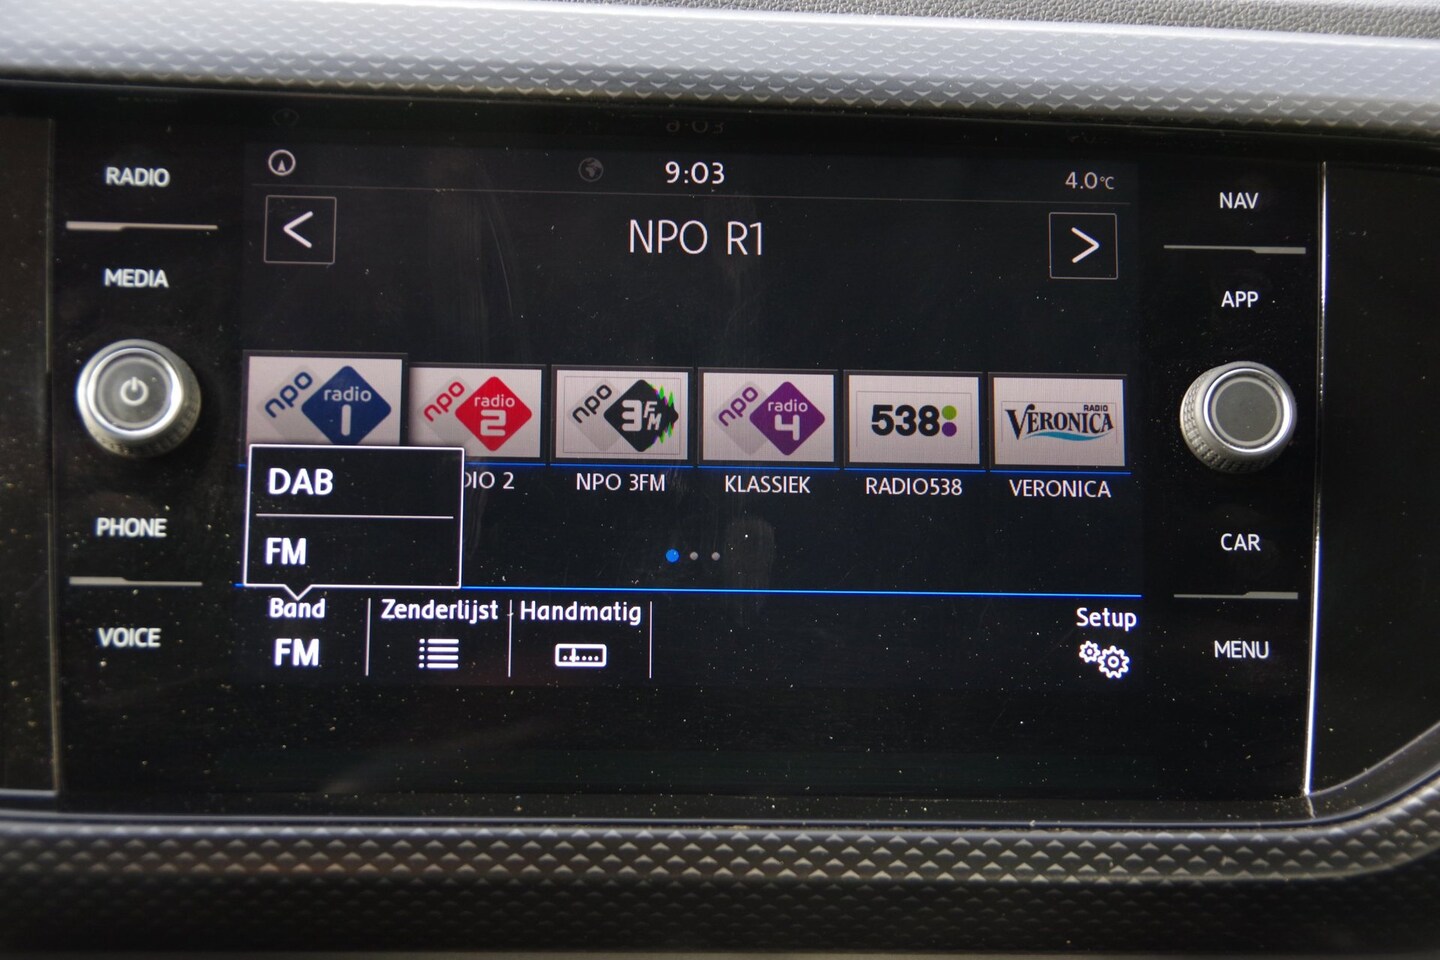 RADIO
MEDIA
PHONE
VOICE
9:03
4.0°C
<
NPO R1
>
npo radio 1
npo radio 2
npo 3FM
npo radio 4
538
RADIO VERONICA
DIO 2
NPO 3FM
KLASSIEK
RADIO538
VERONICA
DAB
FM
Band
FM
Zenderlijst
Handmatig
Setup
NAV
APP
CAR
MENU